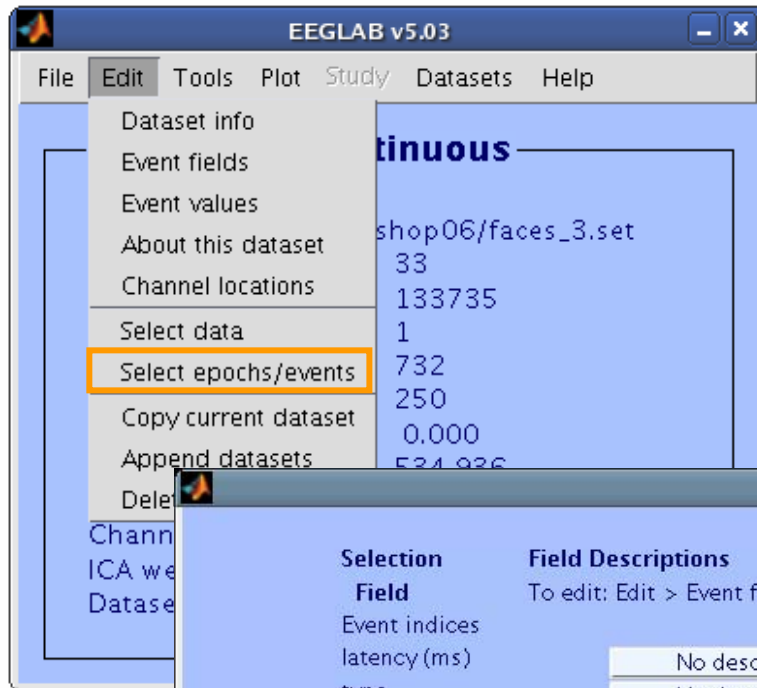 EEGLAB v5.03
File Edit Tools Plot Study Datasets Help
Dataset info
Event fields
Event values
About this dataset
Channel locations
Select data
Select epochs/events
Copy current dataset
Append datasets
Delet
tinuous
shop06/faces_3.set
33
133735
1
732
250
0.000
534.936
Chann
ICA we
Datase
Selection
Field Descriptions
Field
To edit: Edit > Event f
Event indices
latency (ms)
No desc